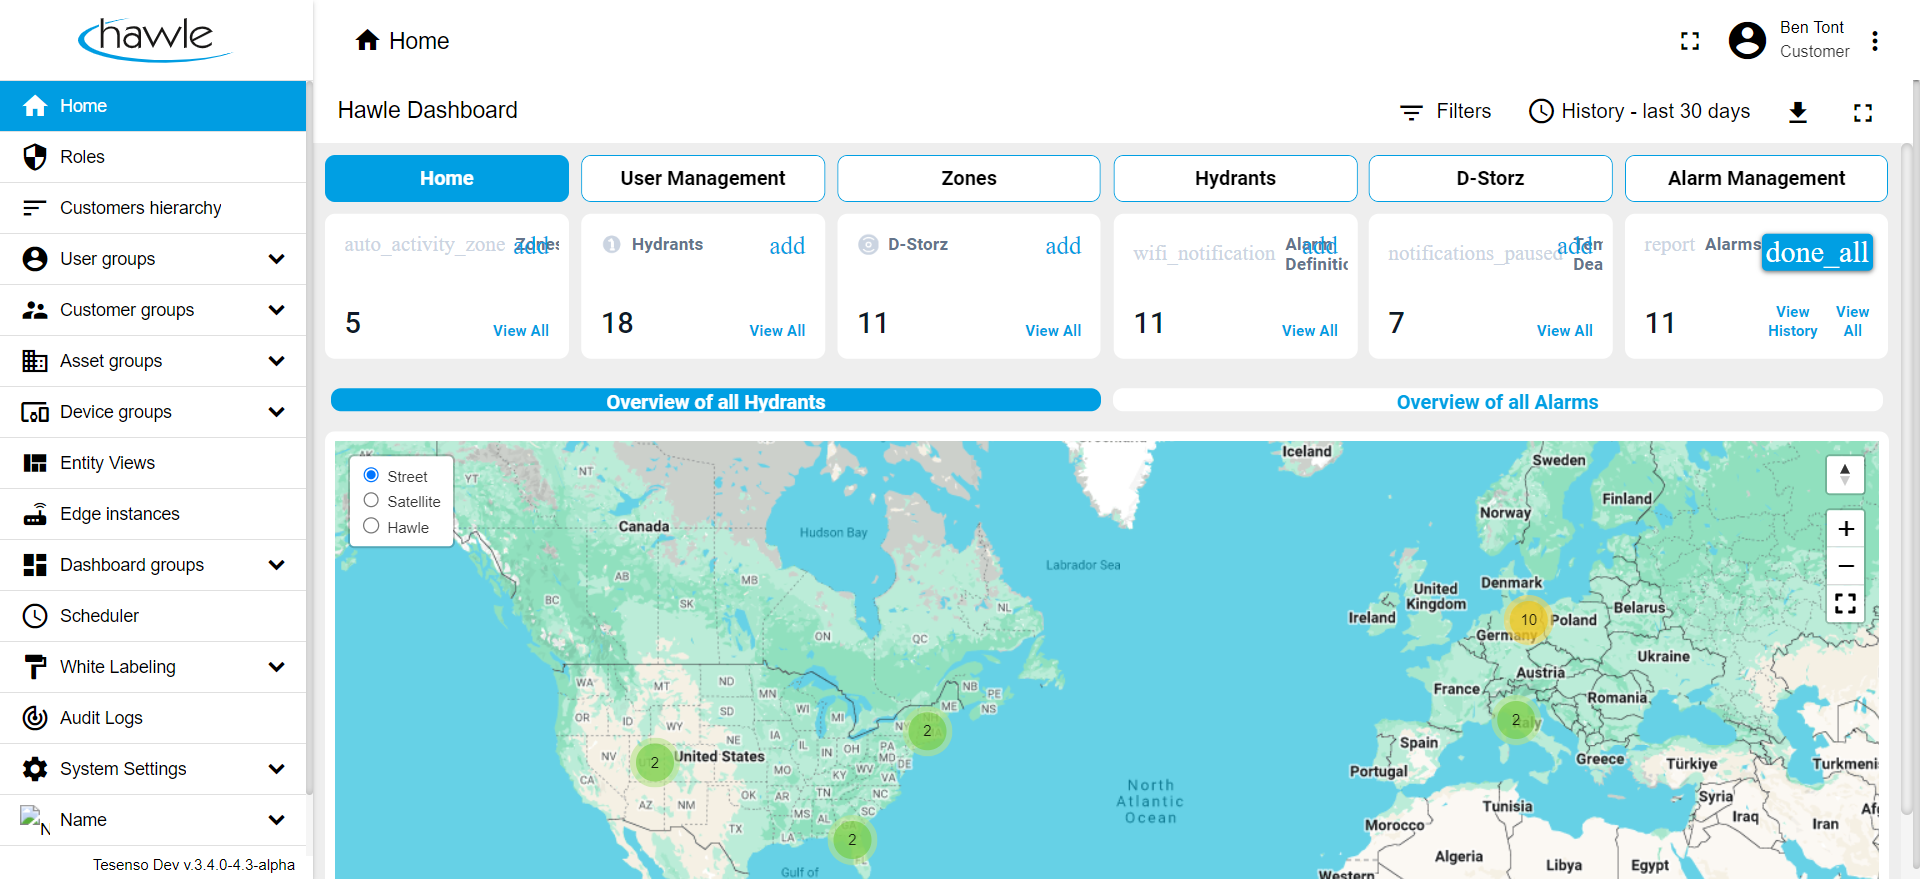 hawle
Home
Ben Tont
Customer
Home
Roles
Customers hierarchy
User groups
Customer groups
Asset groups
Device groups
Entity Views
Edge instances
Dashboard groups
Scheduler
White Labeling
Audit Logs
System Settings
Name
Tesenso Dev v.3.4.0-4.3-alpha
Hawle Dashboard
Filters
History - last 30 days
Home
User Management
Zones
Hydrants
D-Storz
Alarm Management
auto_activity_zone Zones add
5
View All
1 Hydrants add
18
View All
D-Storz add
11
View All
wifi_notification Alarm add
Definitic
11
View All
notifications_paused add
Dea
7
View All
report Alarms done_all
11
View
History
View
All
Overview of all Hydrants
Overview of all Alarms
Street
Satellite
Hawle
+
−
AK
YT
NT
Canada
Hudson Bay
Labrador Sea
BC
AB
SK
MB
ON
QC
NL
NB
PE
NS
ME
WA
MT
ND
MN
OR
ID
WY
SD
WI
MI
NY
NV
2
United States
NE
IA
IL
IN
OH
PA
MD
DE
2
CA
MO
KY
WV
VA
AZ
NM
OK
AR
TN
NC
SC
MS
AL
TX
LA
2
FL
Gulf of
North
Atlantic
Ocean
Iceland
Sweden
Finland
Norway
Denmark
United
Kingdom
Ireland
10
Germany
Poland
Belarus
Ukraine
Austria
France
Romania
2
Italy
Spain
Portugal
Greece
Türkiye
Turkmeni
Syria
Iraq
Iran
Af
Tunisia
Morocco
Algeria
Libya
Egypt
Western